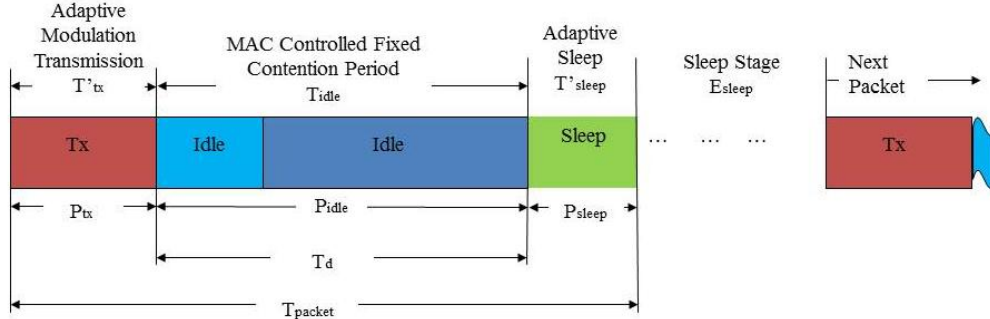 Adaptive
Modulation
Transmission
T'tx
MAC Controlled Fixed
Contention Period
Tidle
Adaptive
Sleep
T'sleep
Sleep Stage
Esleep
Next
Packet
Tx
Idle
Idle
Sleep
... ... ...
Tx
Ptx
Pidle
Psleep
Td
Tpacket